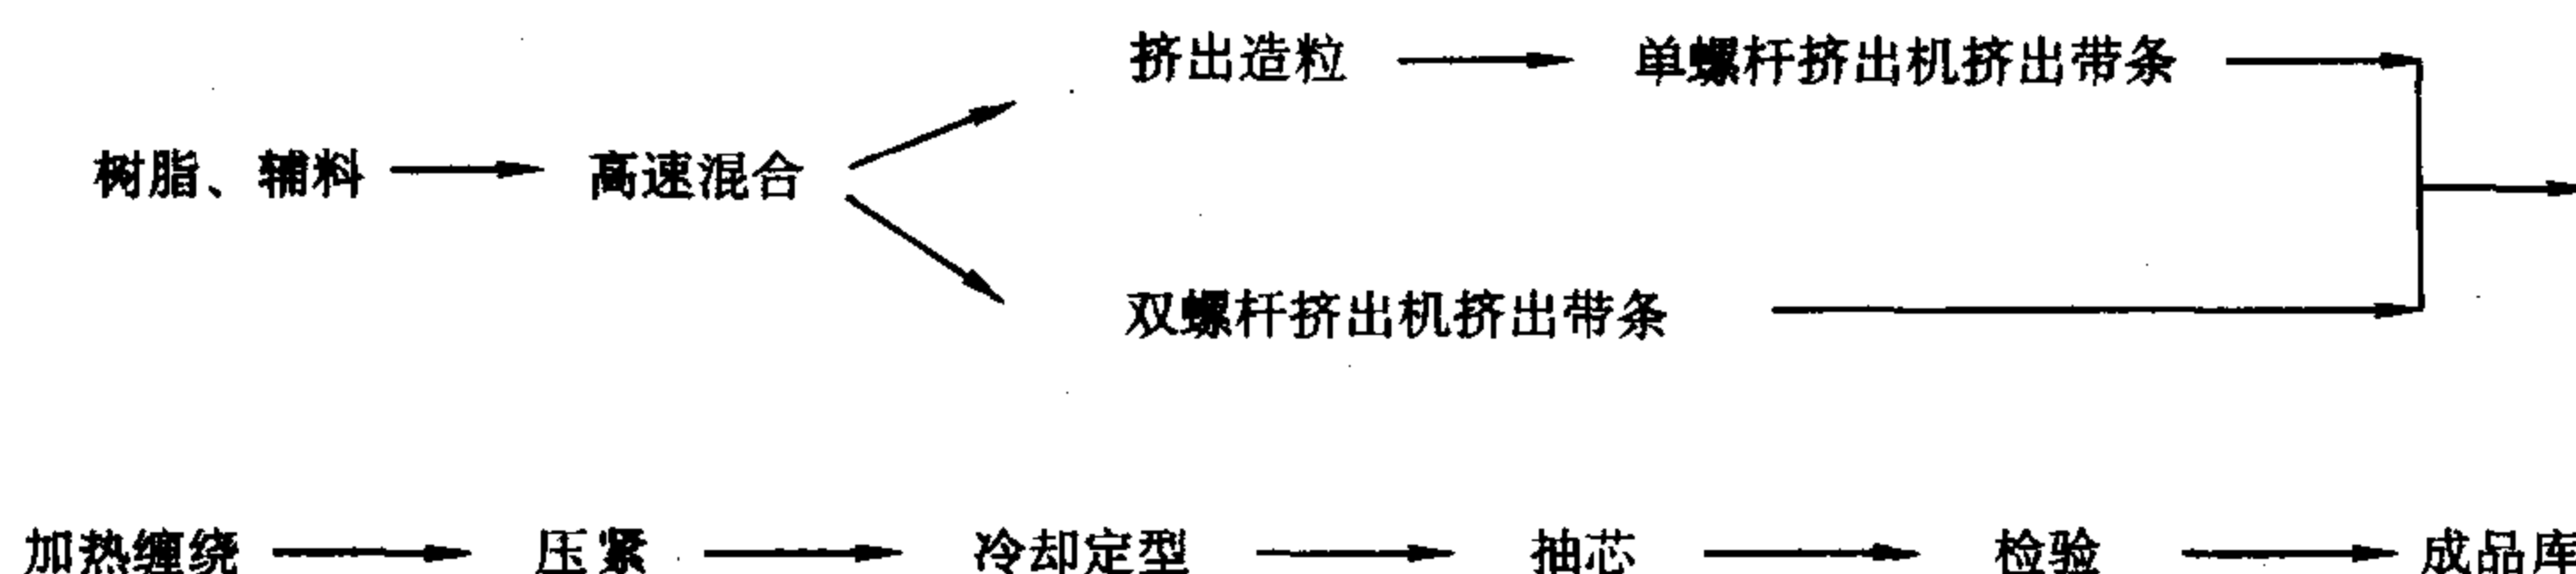 挤出造粒 单螺杆挤出机挤出带条
树脂、辅料 高速混合
双螺杆挤出机挤出带条
加热缠绕 压紧 冷却定型 抽芯 检验 成品库